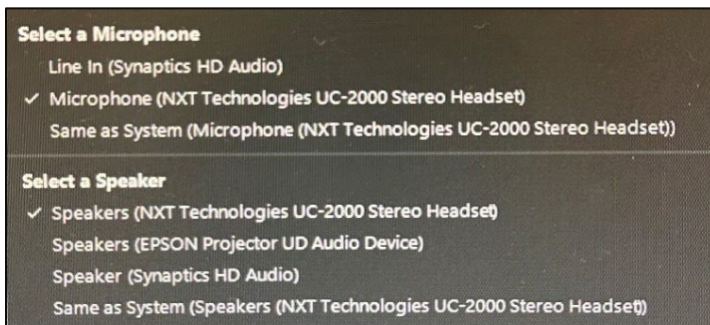 Select a Microphone
Line In (Synaptics HD Audio)
✓ Microphone (NXT Technologies UC-2000 Stereo Headset)
Same as System (Microphone (NXT Technologies UC-2000 Stereo Headset))
Select a Speaker
✓ Speakers (NXT Technologies UC-2000 Stereo Headset)
Speakers (EPSON Projector UD Audio Device)
Speaker (Synaptics HD Audio)
Same as System (Speakers (NXT Technologies UC-2000 Stereo Headset))